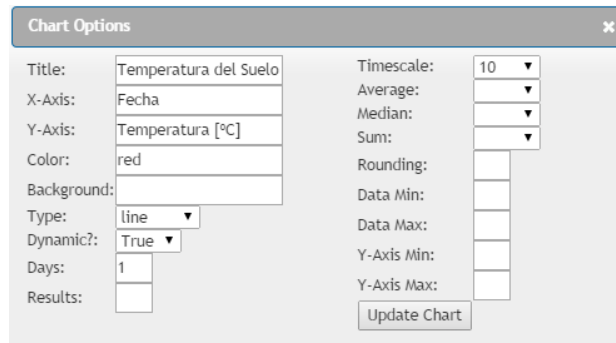 Chart Options
Title: Temperatura del Suelo
X-Axis: Fecha
Y-Axis: Temperatura [ºC]
Color: red
Background:
Type: line
Dynamic?: True
Days: 1
Results:
Timescale: 10
Average:
Median:
Sum:
Rounding:
Data Min:
Data Max:
Y-Axis Min:
Y-Axis Max:
Update Chart